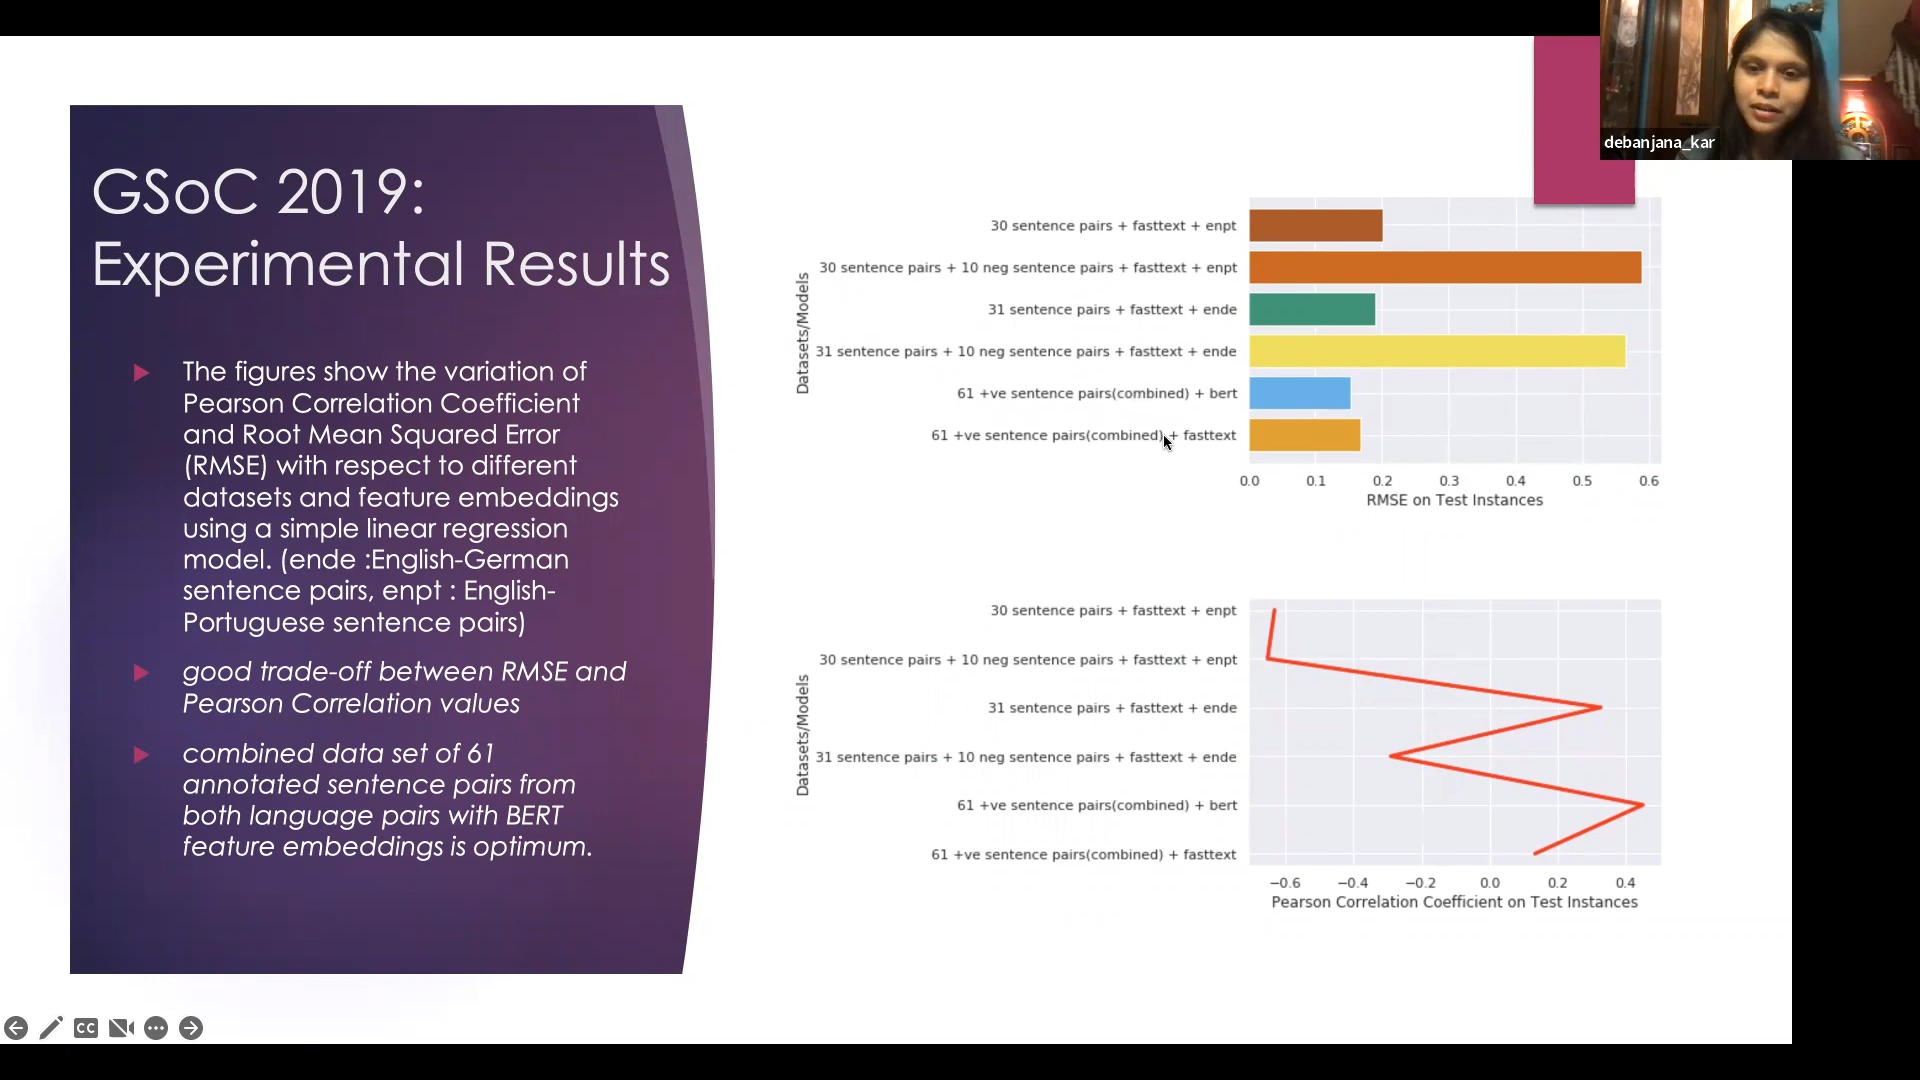 debanjana_kar
GSoC 2019:
Experimental Results
The figures show the variation of
Pearson Correlation Coefficient
and Root Mean Squared Error
(RMSE) with respect to different
datasets and feature embeddings
using a simple linear regression
model. (ende :English-German
sentence pairs, enpt : English-
Portuguese sentence pairs)
good trade-off between RMSE and
Pearson Correlation values
combined data set of 61
annotated sentence pairs from
both language pairs with BERT
feature embeddings is optimum.
Datasets/Models
30 sentence pairs + fasttext + enpt
30 sentence pairs + 10 neg sentence pairs + fasttext + enpt
31 sentence pairs + fasttext + ende
31 sentence pairs + 10 neg sentence pairs + fasttext + ende
61 +ve sentence pairs(combined) + bert
61 +ve sentence pairs(combined) + fasttext
0.0 0.1 0.2 0.3 0.4 0.5 0.6
RMSE on Test Instances
Datasets/Models
30 sentence pairs + fasttext + enpt
30 sentence pairs + 10 neg sentence pairs + fasttext + enpt
31 sentence pairs + fasttext + ende
31 sentence pairs + 10 neg sentence pairs + fasttext + ende
61 +ve sentence pairs(combined) + bert
61 +ve sentence pairs(combined) + fasttext
−0.6 −0.4 −0.2 0.0 0.2 0.4
Pearson Correlation Coefficient on Test Instances
CC